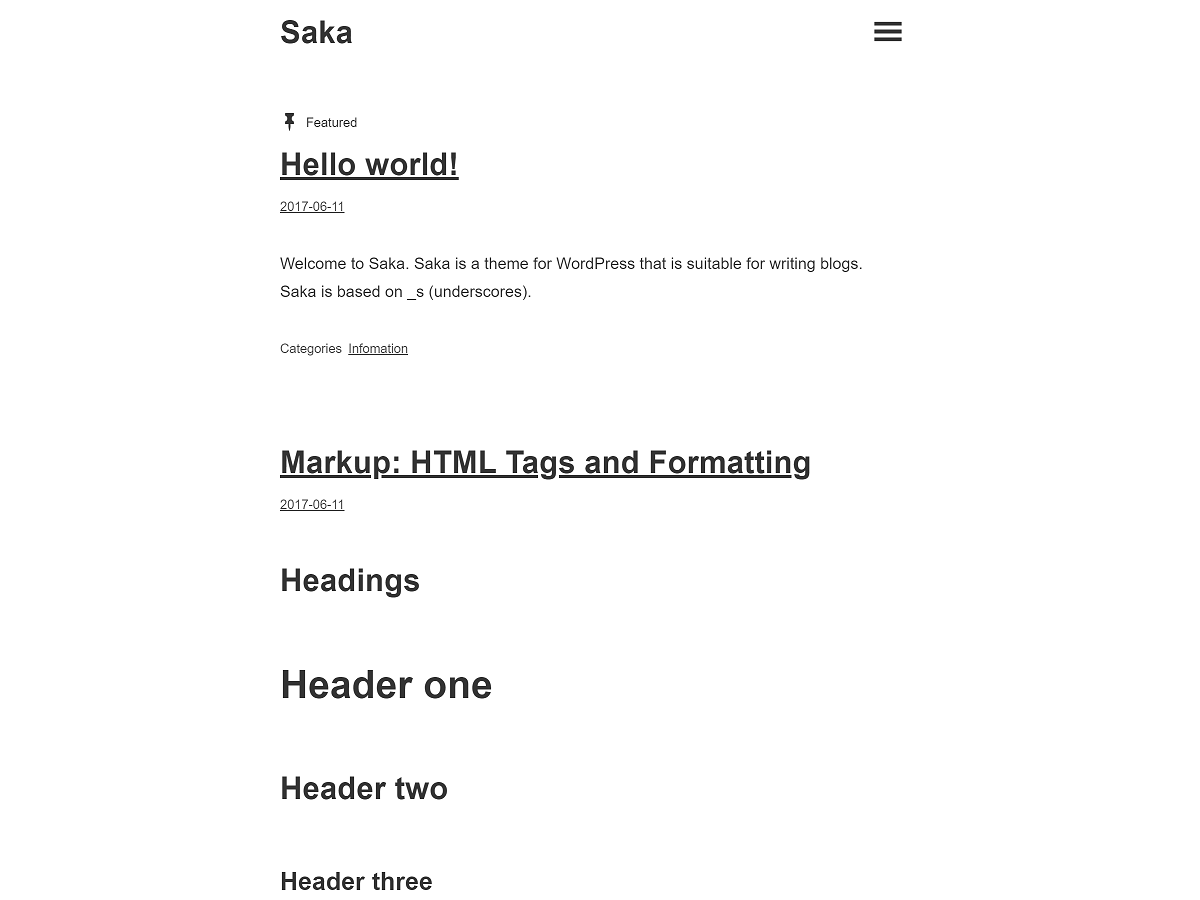 Saka
Featured
Hello world!
2017-06-11
Welcome to Saka. Saka is a theme for WordPress that is suitable for writing blogs.
Saka is based on _s (underscores).
Categories Infomation
Markup: HTML Tags and Formatting
2017-06-11
Headings
Header one
Header two
Header three